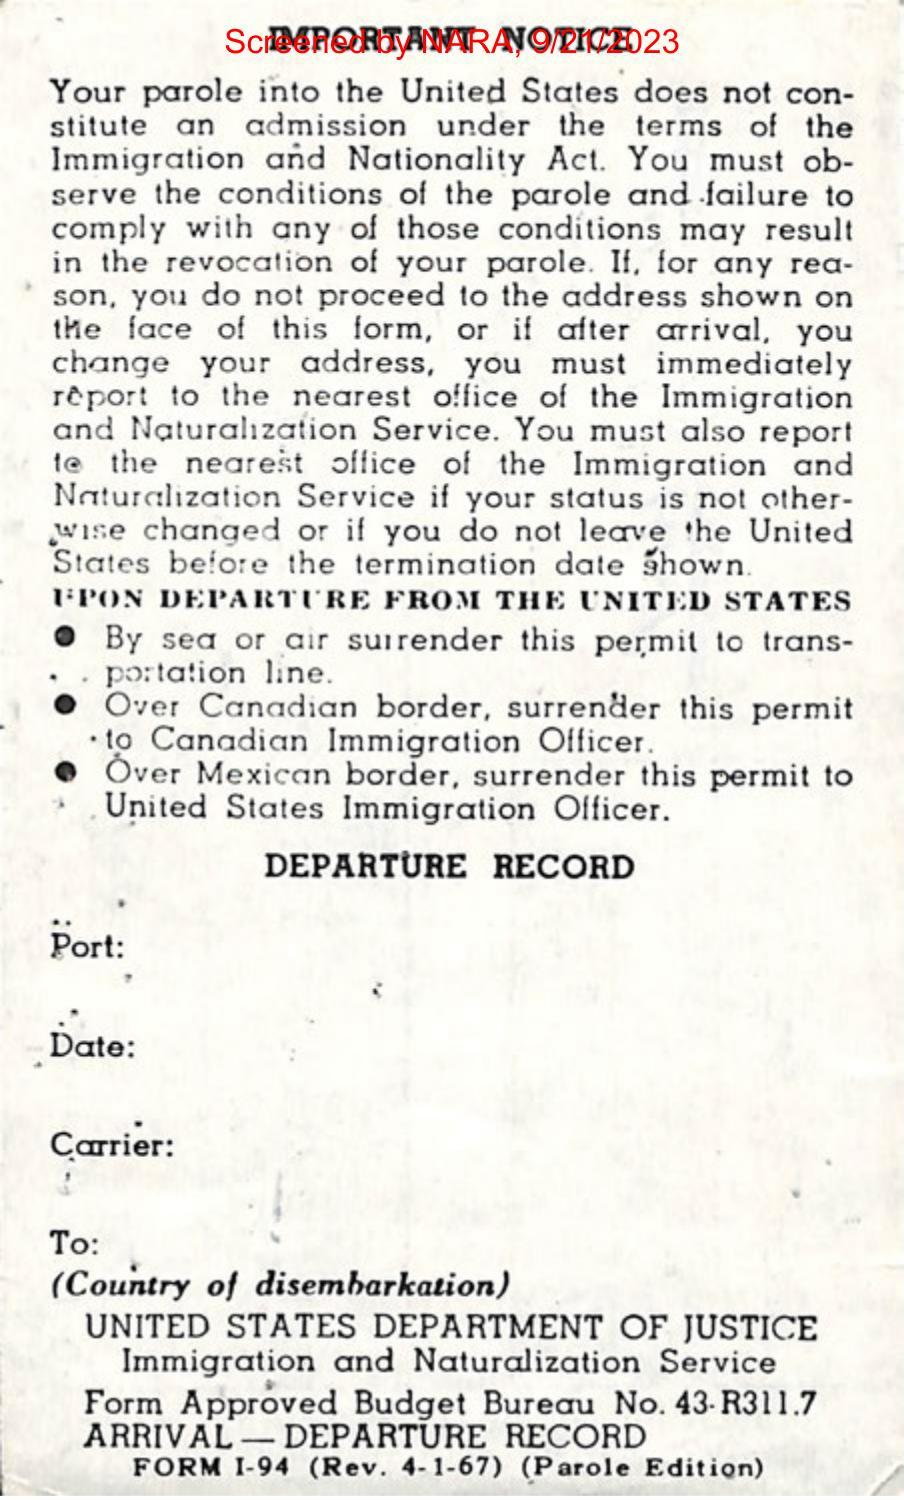 IMPORTANT NOTICE
Screened by NARA, 9/21/2023
Your parole into the United States does not con-
stitute an admission under the terms of the
Immigration and Nationality Act. You must ob-
serve the conditions of the parole and failure to
comply with any of those conditions may result
in the revocation of your parole. If, for any rea-
son, you do not proceed to the address shown on
the face of this form, or if after arrival, you
change your address, you must immediately
report to the nearest office of the Immigration
and Naturalization Service. You must also report
to the nearest office of the Immigration and
Naturalization Service if your status is not other-
wise changed or if you do not leave the United
States before the termination date shown.
UPON DEPARTURE FROM THE UNITED STATES
● By sea or air surrender this permit to trans-
portation line.
● Over Canadian border, surrender this permit
to Canadian Immigration Officer.
● Over Mexican border, surrender this permit to
United States Immigration Officer.
DEPARTURE RECORD
Port:
Date:
Carrier:
To:
(Country of disembarkation)
UNITED STATES DEPARTMENT OF JUSTICE
Immigration and Naturalization Service
Form Approved Budget Bureau No. 43-R311.7
ARRIVAL — DEPARTURE RECORD
FORM I-94 (Rev. 4-1-67) (Parole Edition)